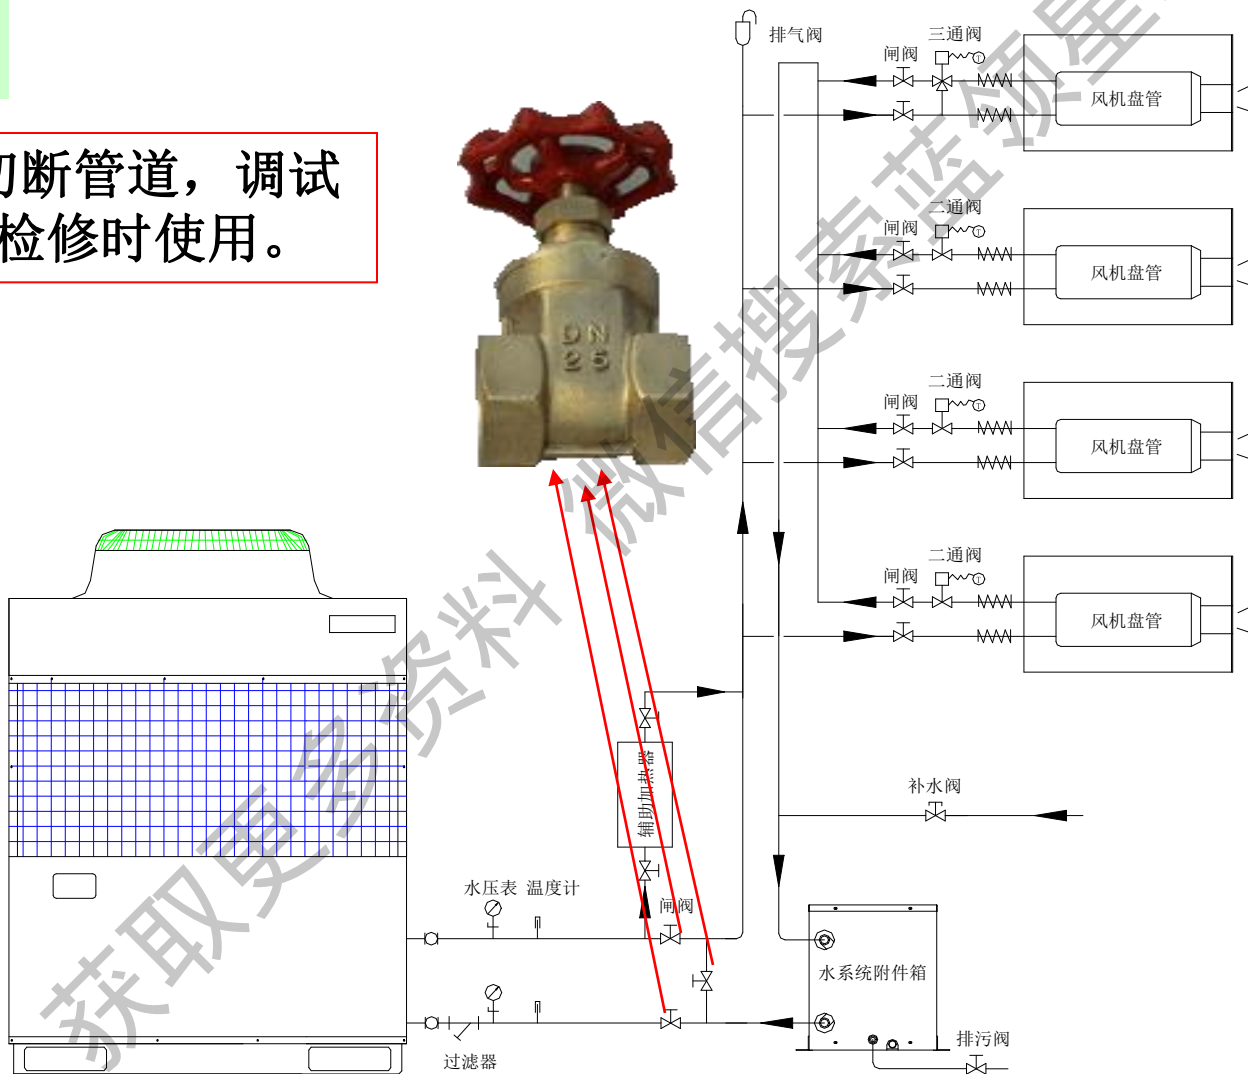 切断管道，调试
检修时使用。
DN
25
排气阀
三通阀
闸阀
风机盘管
二通阀
闸阀
风机盘管
二通阀
闸阀
风机盘管
二通阀
闸阀
风机盘管
辅助加热器
补水阀
水压表 温度计
闸阀
水系统附件箱
过滤器
排污阀
获取更多资料 微信搜索蓝领星